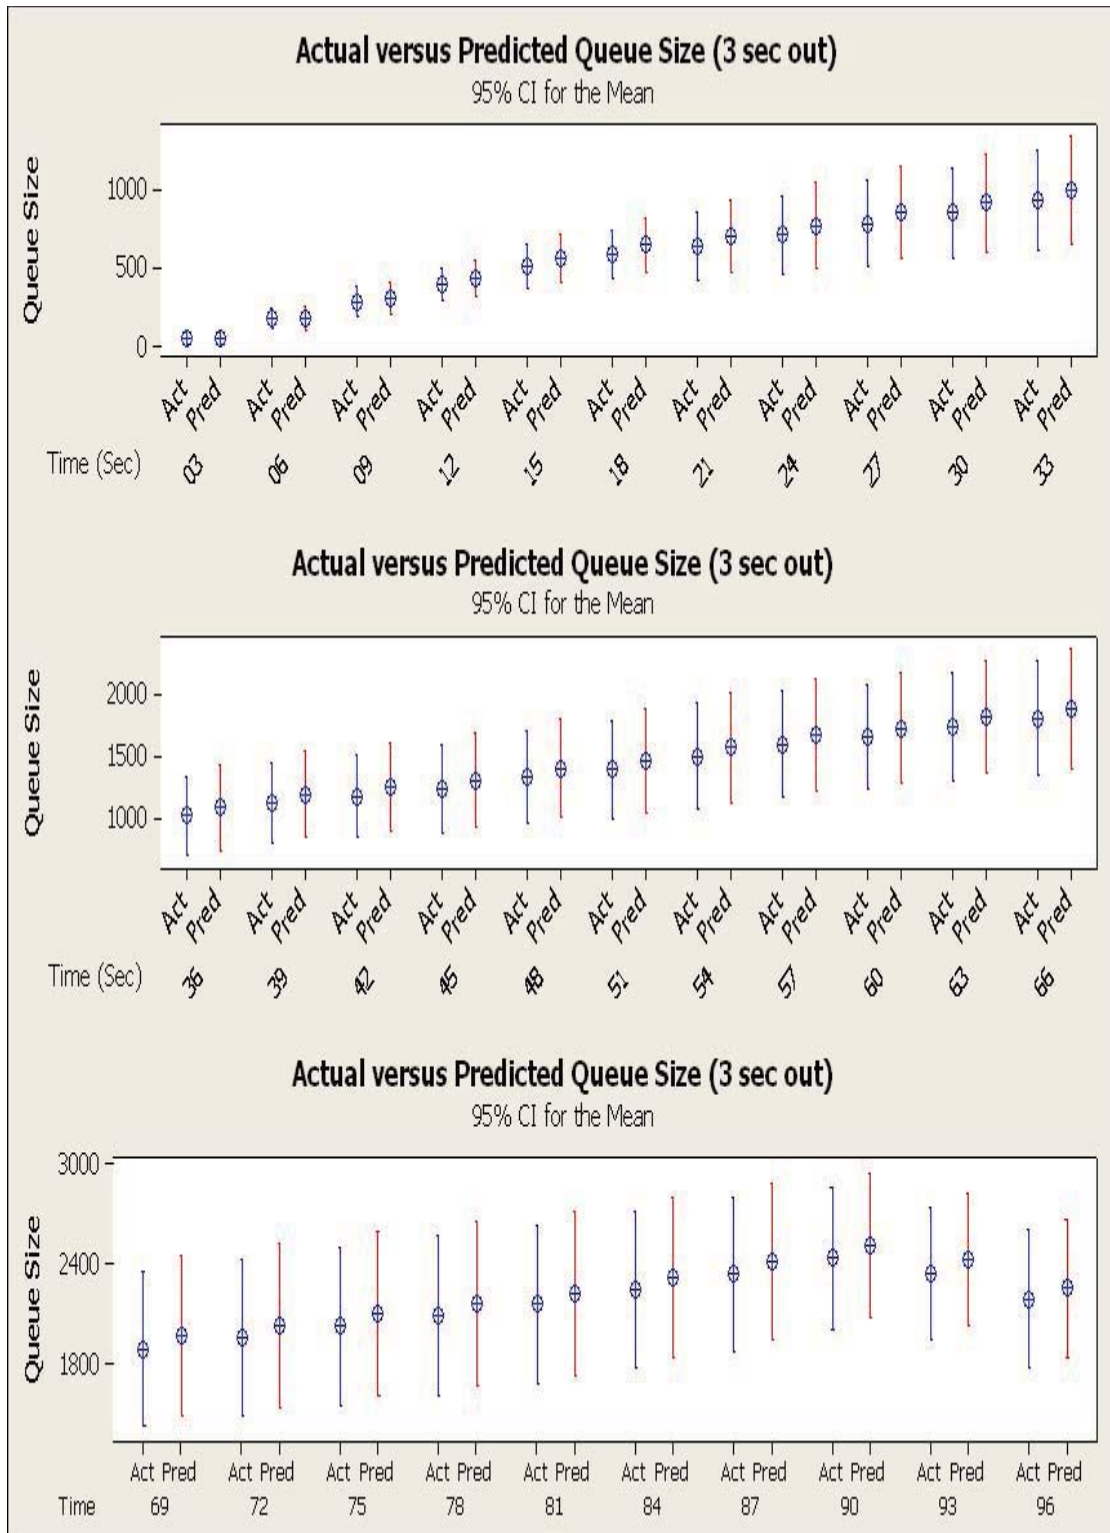 Actual versus Predicted Queue Size (3 sec out)
95% CI for the Mean
Queue Size
1000
500
0
Act Pred Act Pred Act Pred Act Pred Act Pred Act Pred Act Pred Act Pred Act Pred Act Pred Act Pred
Time (Sec) 03 06 09 12 15 18 21 24 27 30 33
Actual versus Predicted Queue Size (3 sec out)
95% CI for the Mean
Queue Size
2000
1500
1000
Act Pred Act Pred Act Pred Act Pred Act Pred Act Pred Act Pred Act Pred Act Pred Act Pred Act Pred
Time (Sec) 36 39 42 45 48 51 54 57 60 63 66
Actual versus Predicted Queue Size (3 sec out)
95% CI for the Mean
Queue Size
3000
2400
1800
Act Pred Act Pred Act Pred Act Pred Act Pred Act Pred Act Pred Act Pred Act Pred Act Pred
Time 69 72 75 78 81 84 87 90 93 96